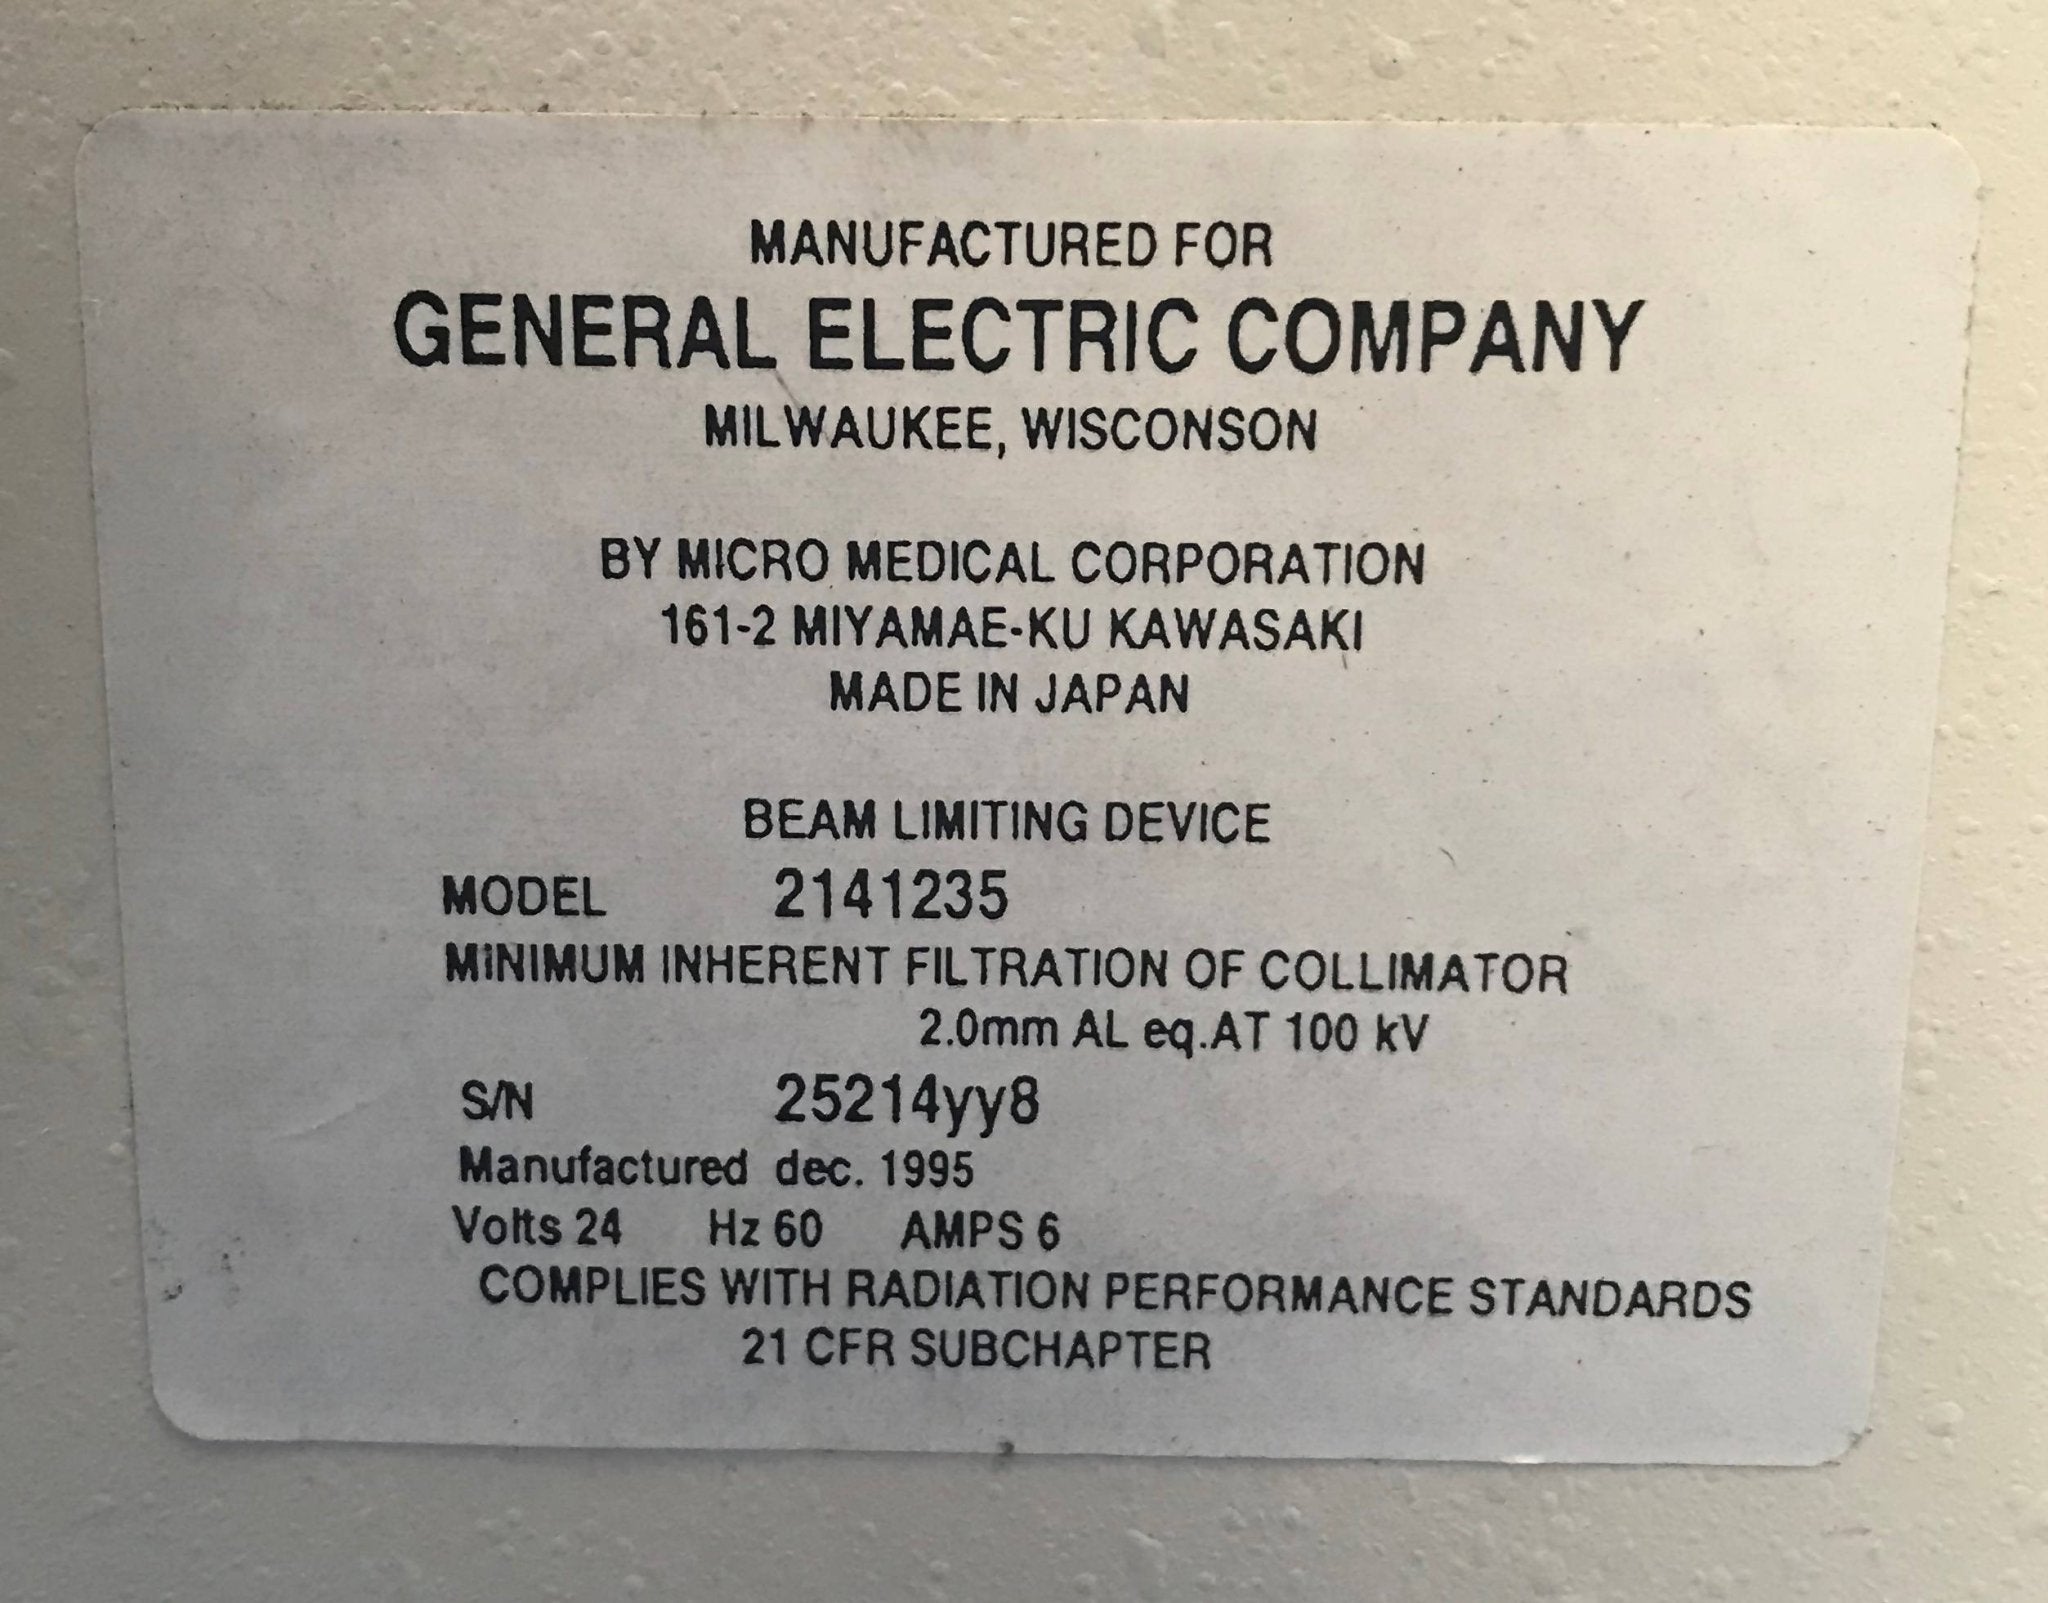 MANUFACTURED FOR
GENERAL ELECTRIC COMPANY
MILWAUKEE, WISCONSON
BY MICRO MEDICAL CORPORATION
161-2 MIYAMAE-KU KAWASAKI
MADE IN JAPAN
BEAM LIMITING DEVICE
MODEL 2141235
MINIMUM INHERENT FILTRATION OF COLLIMATOR
2.0mm AL eq.AT 100 kV
S/N 25214yy8
Manufactured dec. 1995
Volts 24 Hz 60 AMPS 6
COMPLIES WITH RADIATION PERFORMANCE STANDARDS
21 CFR SUBCHAPTER